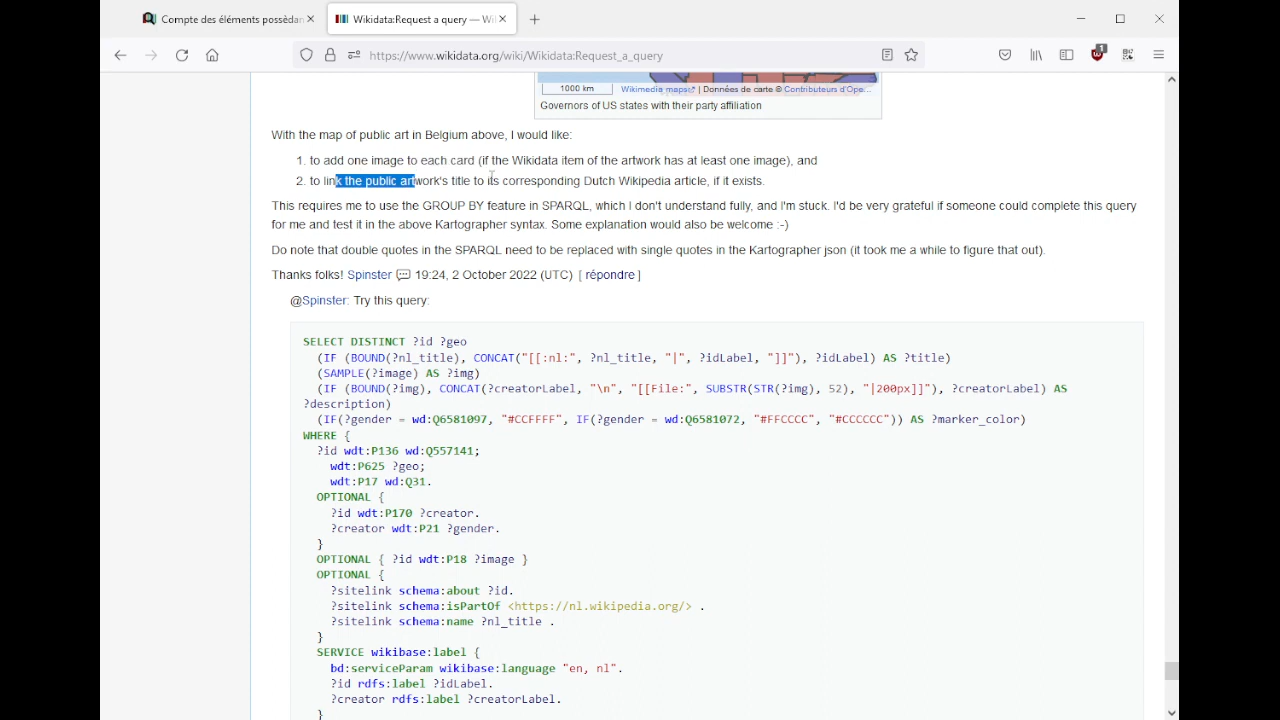 Compte des éléments possédan
Wikidata:Request a query — Wi
https://www.wikidata.org/wiki/Wikidata:Request_a_query
1
1000 km
Wikimedia maps | Données de carte © Contributeurs d'Ope...
Governors of US states with their party affiliation
With the map of public art in Belgium above, I would like:
1. to add one image to each card (if the Wikidata item of the artwork has at least one image), and
2. to link the public artwork's title to its corresponding Dutch Wikipedia article, if it exists.
This requires me to use the GROUP BY feature in SPARQL, which I don't understand fully, and I'm stuck. I'd be very grateful if someone could complete this query
for me and test it in the above Kartographer syntax. Some explanation would also be welcome :-)
Do note that double quotes in the SPARQL need to be replaced with single quotes in the Kartographer json (it took me a while to figure that out).
Thanks folks! Spinster 💬 19:24, 2 October 2022 (UTC) [ répondre ]
@Spinster: Try this query:
SELECT DISTINCT ?id ?geo
(IF (BOUND(?nl_title), CONCAT("[[:nl:", ?nl_title, "|", ?idLabel, "]]"), ?idLabel) AS ?title)
(SAMPLE(?image) AS ?img)
(IF (BOUND(?img), CONCAT(?creatorLabel, "\n", "[[File:", SUBSTR(STR(?img), 52), "|200px]]"), ?creatorLabel) AS
?description)
(IF(?gender = wd:Q6581097, "#CCFFFF", IF(?gender = wd:Q6581072, "#FFCCCC", "#CCCCCC")) AS ?marker_color)
WHERE {
?id wdt:P136 wd:Q557141;
wdt:P625 ?geo;
wdt:P17 wd:Q31.
OPTIONAL {
?id wdt:P170 ?creator.
?creator wdt:P21 ?gender.
}
OPTIONAL { ?id wdt:P18 ?image }
OPTIONAL {
?sitelink schema:about ?id.
?sitelink schema:isPartOf <https://nl.wikipedia.org/> .
?sitelink schema:name ?nl_title .
}
SERVICE wikibase:label {
bd:serviceParam wikibase:language "en, nl".
?id rdfs:label ?idLabel.
?creator rdfs:label ?creatorLabel.
}